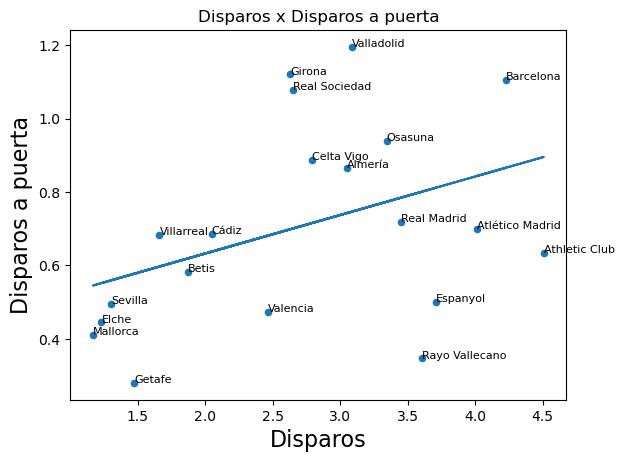 Disparos x Disparos a puerta
Disparos a puerta
1.2
1.0
0.8
0.6
0.4
Valladolid
Girona
Barcelona
Real Sociedad
Osasuna
Celta Vigo
Almería
Real Madrid
Atlético Madrid
Villarreal
Cádiz
Athletic Club
Betis
Sevilla
Espanyol
Valencia
Elche
Mallorca
Rayo Vallecano
Getafe
1.5 2.0 2.5 3.0 3.5 4.0 4.5
Disparos